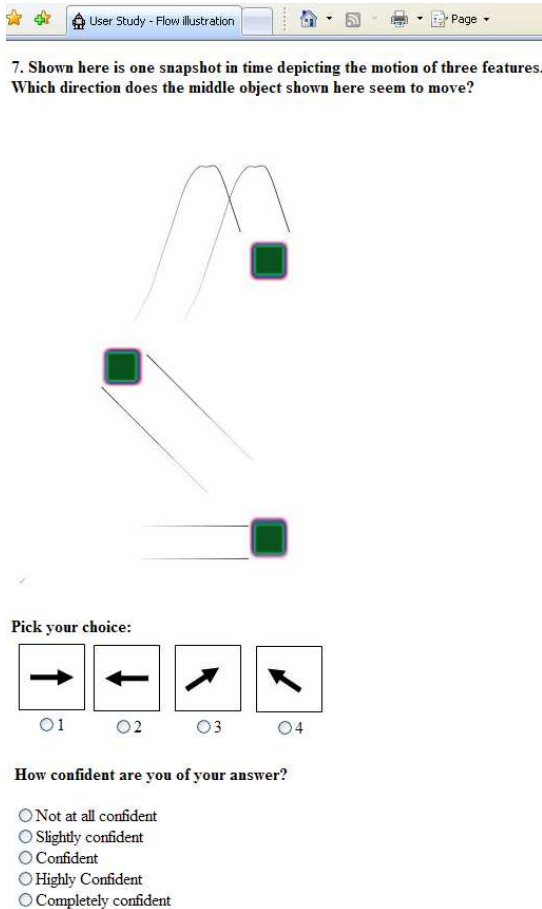 User Study - Flow illustration
Page
7. Shown here is one snapshot in time depicting the motion of three features.
Which direction does the middle object shown here seem to move?
Pick your choice:
1 2 3 4
How confident are you of your answer?
Not at all confident
Slightly confident
Confident
Highly Confident
Completely confident